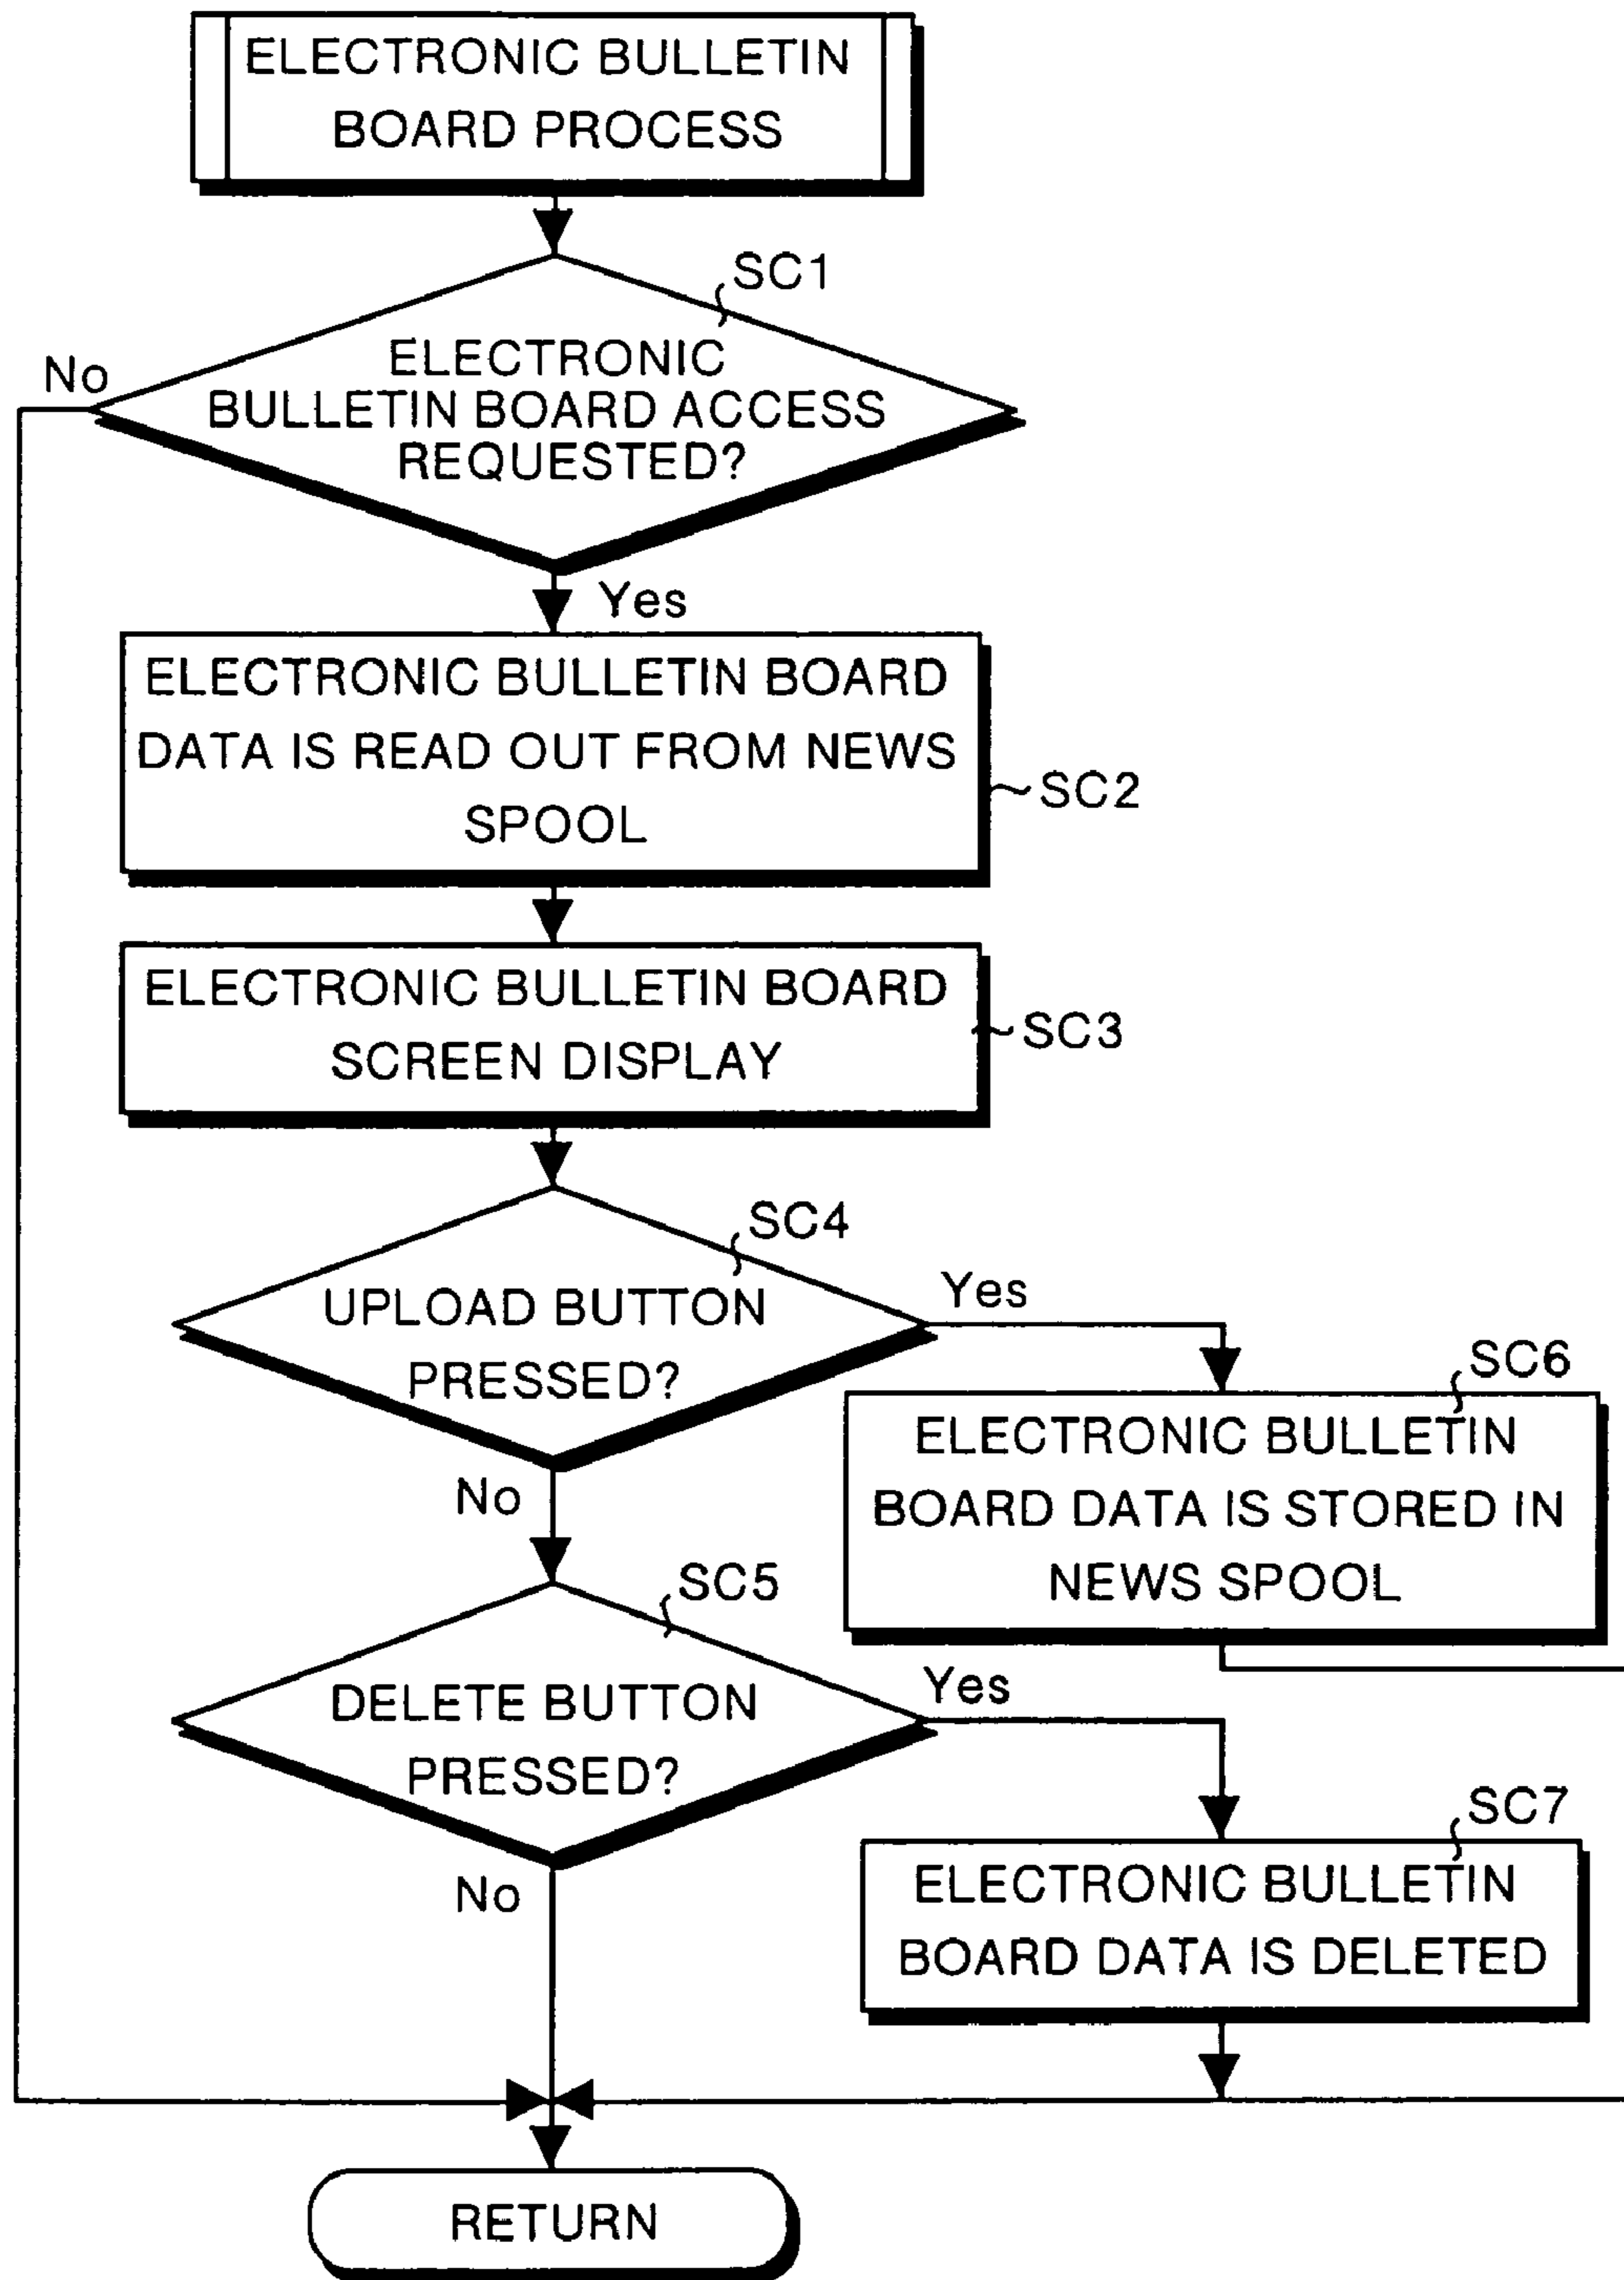 ELECTRONIC BULLETIN
BOARD PROCESS
SC1
No
ELECTRONIC
BULLETIN BOARD ACCESS
REQUESTED?
Yes
ELECTRONIC BULLETIN BOARD
DATA IS READ OUT FROM NEWS
SPOOL
SC2
ELECTRONIC BULLETIN BOARD
SCREEN DISPLAY
SC3
SC4
UPLOAD BUTTON
PRESSED?
Yes
No
SC6
ELECTRONIC BULLETIN
BOARD DATA IS STORED IN
NEWS SPOOL
SC5
DELETE BUTTON
PRESSED?
Yes
No
SC7
ELECTRONIC BULLETIN
BOARD DATA IS DELETED
RETURN